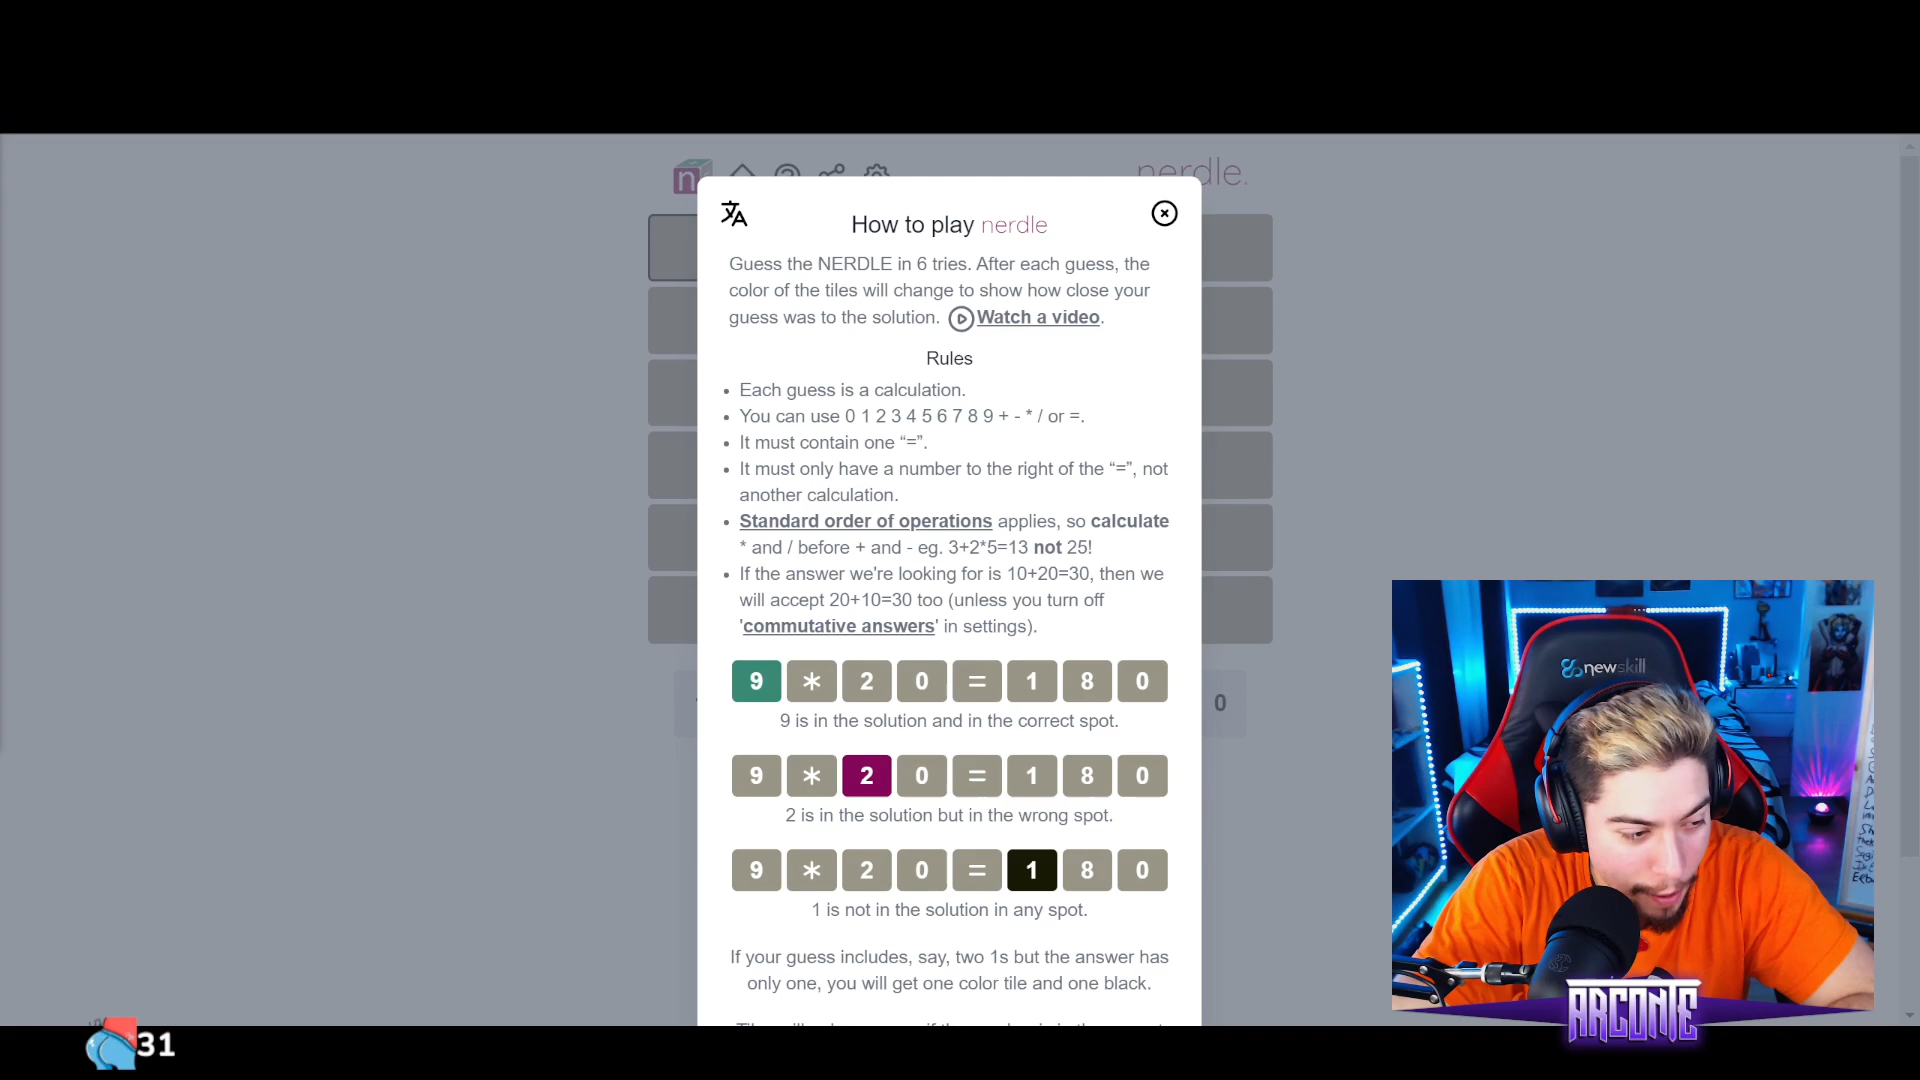 nerdle.
How to play nerdle
Guess the NERDLE in 6 tries. After each guess, the
color of the tiles will change to show how close your
guess was to the solution. Watch a video.
Rules
• Each guess is a calculation.
• You can use 0 1 2 3 4 5 6 7 8 9 + - * / or =.
• It must contain one “=”.
• It must only have a number to the right of the “=”, not
another calculation.
• Standard order of operations applies, so calculate
* and / before + and - eg. 3+2*5=13 not 25!
• If the answer we're looking for is 10+20=30, then we
will accept 20+10=30 too (unless you turn off
'commutative answers' in settings).
9 * 2 0 = 1 8 0
9 is in the solution and in the correct spot.
9 * 2 0 = 1 8 0
2 is in the solution but in the wrong spot.
9 * 2 0 = 1 8 0
1 is not in the solution in any spot.
If your guess includes, say, two 1s but the answer has
only one, you will get one color tile and one black.
0
newskill
ARCONTE
31